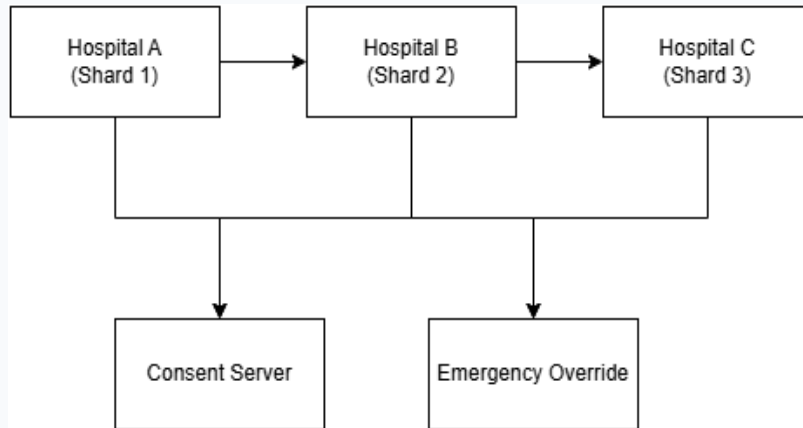 Hospital A
(Shard 1)
Hospital B
(Shard 2)
Hospital C
(Shard 3)
Consent Server
Emergency Override